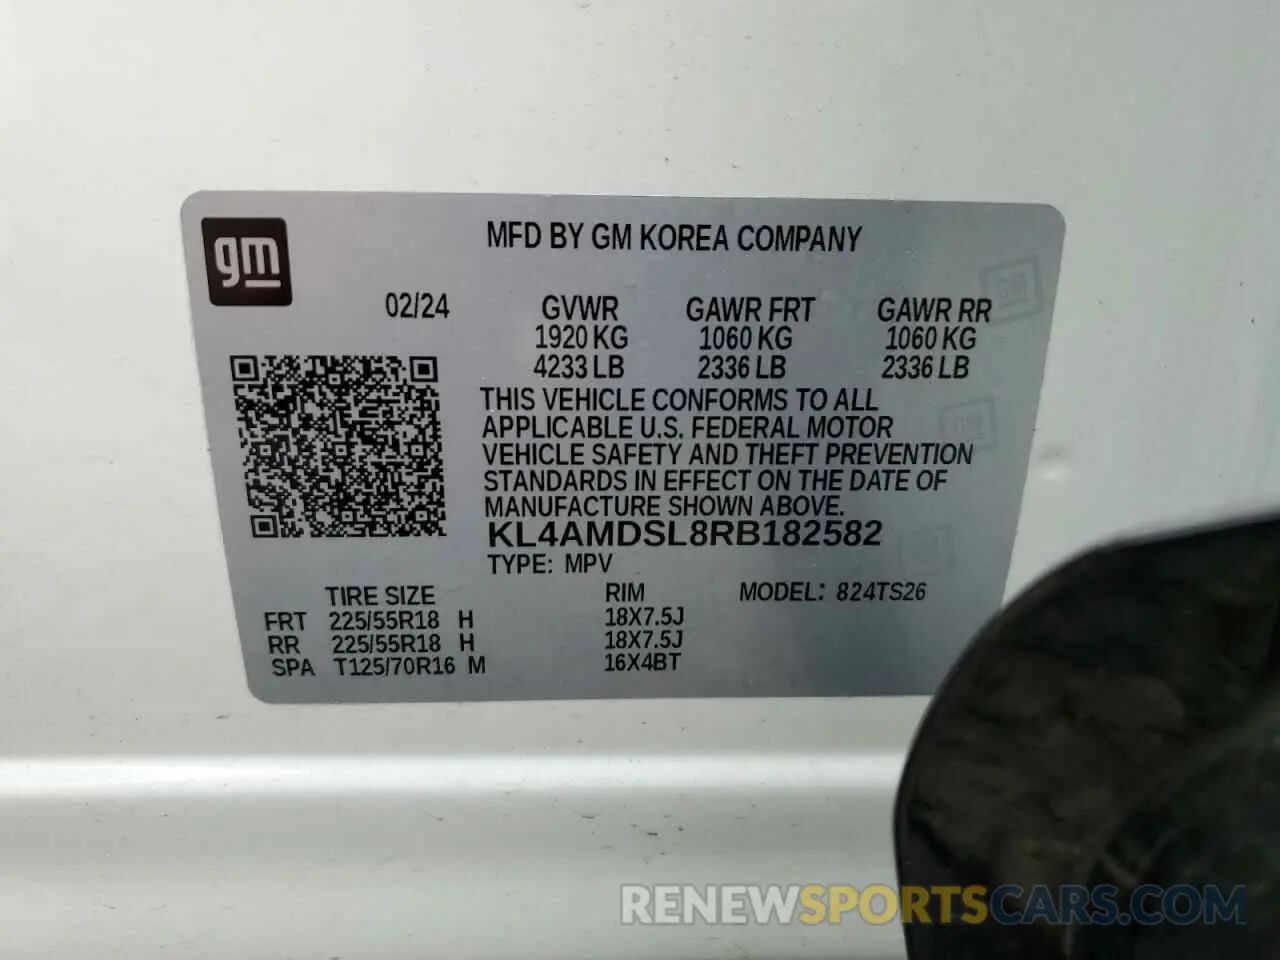 gm
MFD BY GM KOREA COMPANY
02/24 GVWR GAWR FRT GAWR RR
1920 KG 1060 KG 1060 KG
4233 LB 2336 LB 2336 LB
THIS VEHICLE CONFORMS TO ALL
APPLICABLE U.S. FEDERAL MOTOR
VEHICLE SAFETY AND THEFT PREVENTION
STANDARDS IN EFFECT ON THE DATE OF
MANUFACTURE SHOWN ABOVE.
KL4AMDSL8RB182582
TYPE: MPV
TIRE SIZE RIM MODEL: 824TS26
FRT 225/55R18 H 18X7.5J
RR 225/55R18 H 18X7.5J
SPA T125/70R16 M 16X4BT
RENEWSPORTSCARS.COM